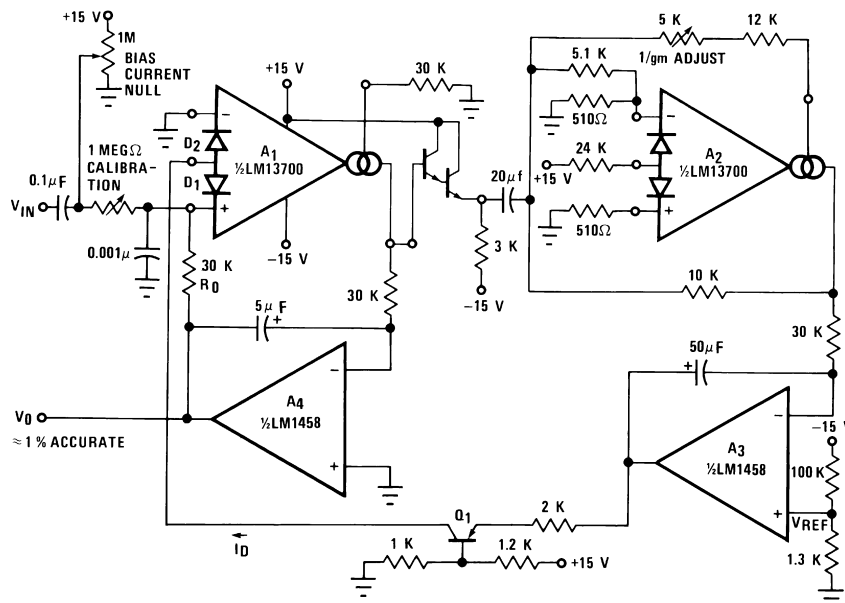 +15 V
1M
BIAS
CURRENT
NULL
1 MEGΩ
CALIBRA-
TION
0.1μF
VIN
0.001μ
D2
D1
−
+
A1
½LM13700
+15 V
−15 V
30 K
30 K
R0
5μF
+
30 K
20μf
3 K
−15 V
5 K
1/gm ADJUST
12 K
5.1 K
510Ω
24 K
+15 V
510Ω
−
+
A2
½LM13700
10 K
30 K
V0
≈1% ACCURATE
A4
½LM1458
−
+
50μF
+
A3
½LM1458
−
+
−15 V
100K
VREF
1.3 K
Q1
2 K
ID
1 K
1.2 K
+15 V